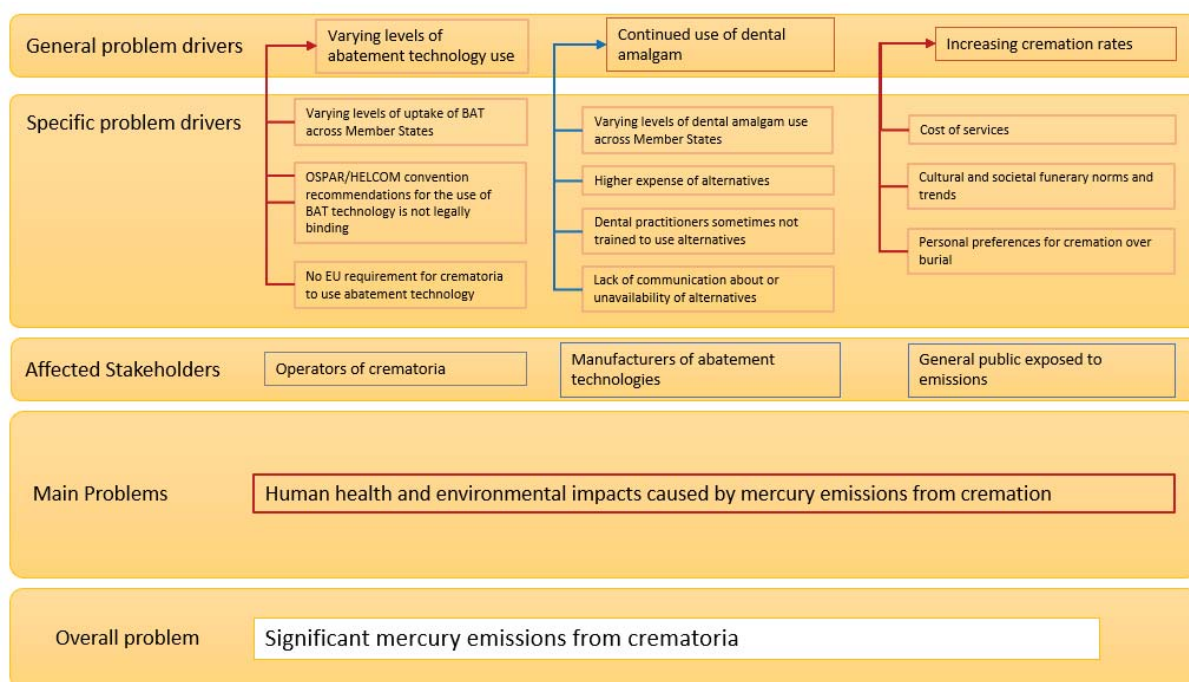 General problem drivers
Varying levels of
abatement technology use
Continued use of dental
amalgam
Increasing cremation rates
Specific problem drivers
Varying levels of uptake of BAT
across Member States
OSPAR/HELCOM convention
recommendations for the use of
BAT technology is not legally
binding
No EU requirement for crematoria
to use abatement technology
Varying levels of dental amalgam use
across Member States
Higher expense of alternatives
Dental practitioners sometimes not
trained to use alternatives
Lack of communication about or
unavailability of alternatives
Cost of services
Cultural and societal funerary norms and
trends
Personal preferences for cremation over
burial
Affected Stakeholders
Operators of crematoria
Manufacturers of abatement
technologies
General public exposed to
emissions
Main Problems
Human health and environmental impacts caused by mercury emissions from cremation
Overall problem
Significant mercury emissions from crematoria